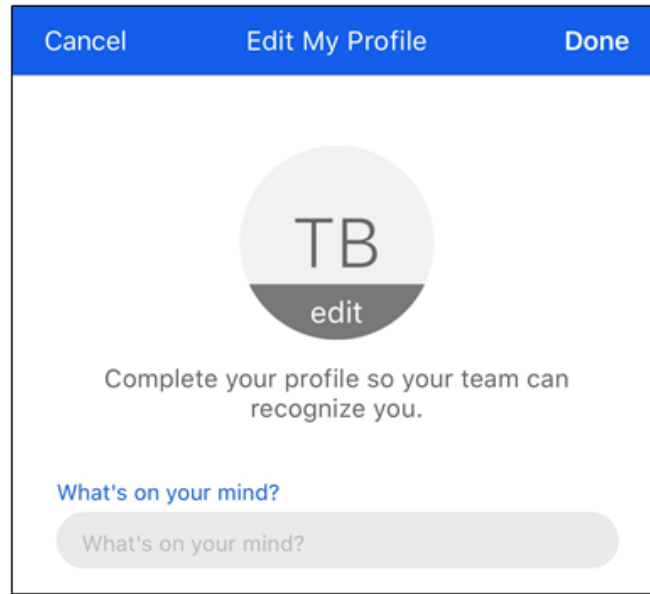 Cancel Edit My Profile Done
TB
edit
Complete your profile so your team can
recognize you.
What's on your mind?
What's on your mind?